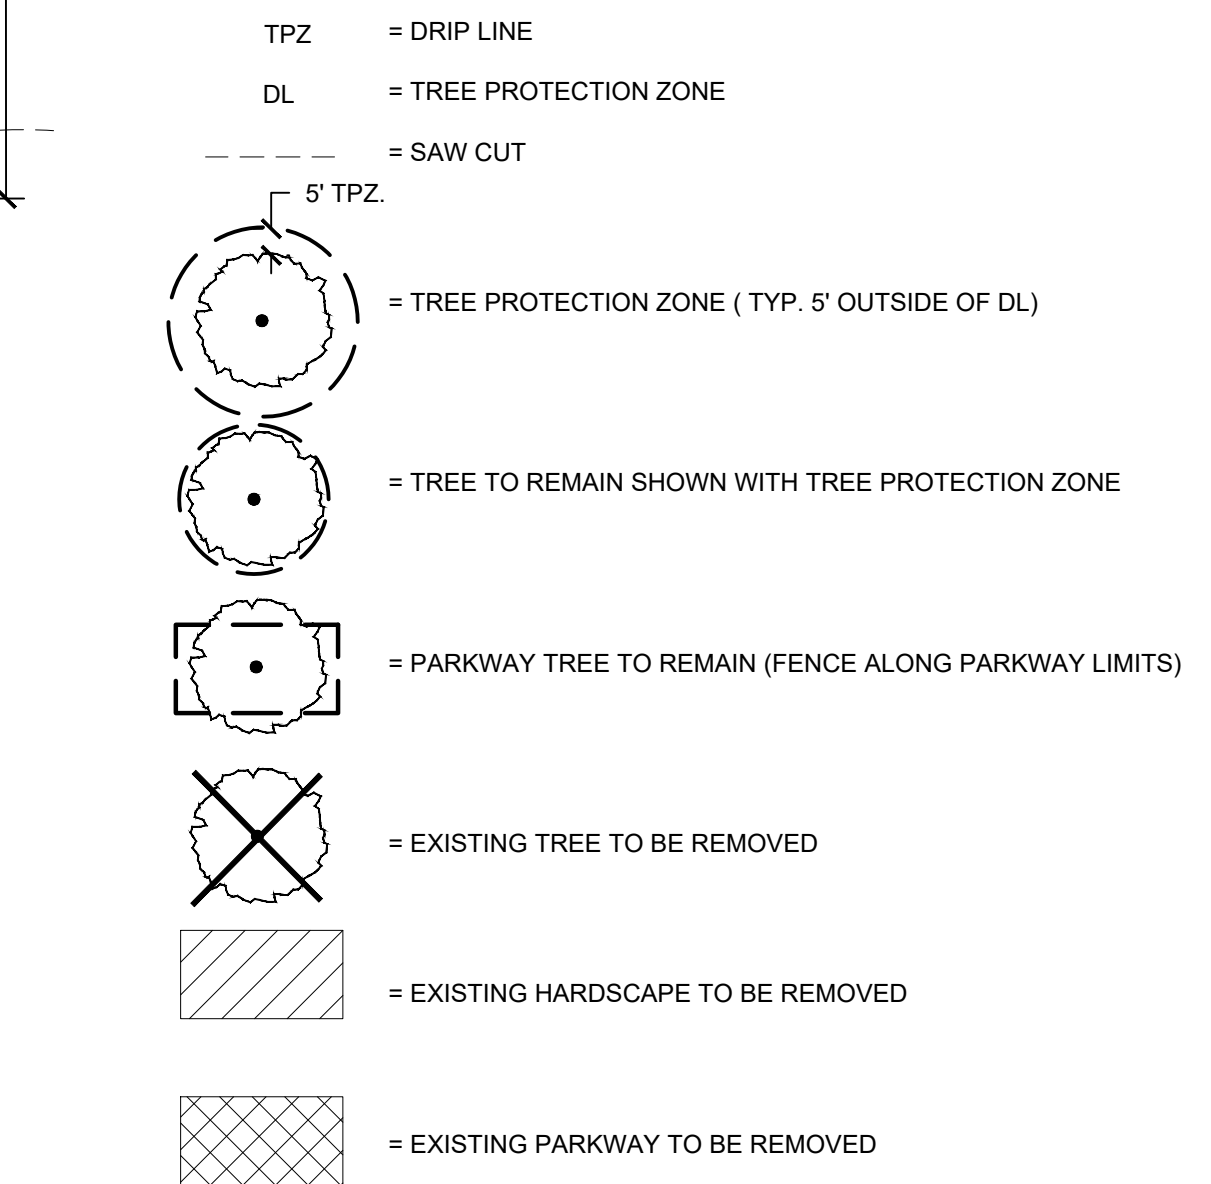 TPZ = DRIP LINE
DL = TREE PROTECTION ZONE
= SAW CUT
5' TPZ.
= TREE PROTECTION ZONE ( TYP. 5' OUTSIDE OF DL)
= TREE TO REMAIN SHOWN WITH TREE PROTECTION ZONE
= PARKWAY TREE TO REMAIN (FENCE ALONG PARKWAY LIMITS)
= EXISTING TREE TO BE REMOVED
= EXISTING HARDSCAPE TO BE REMOVED
= EXISTING PARKWAY TO BE REMOVED